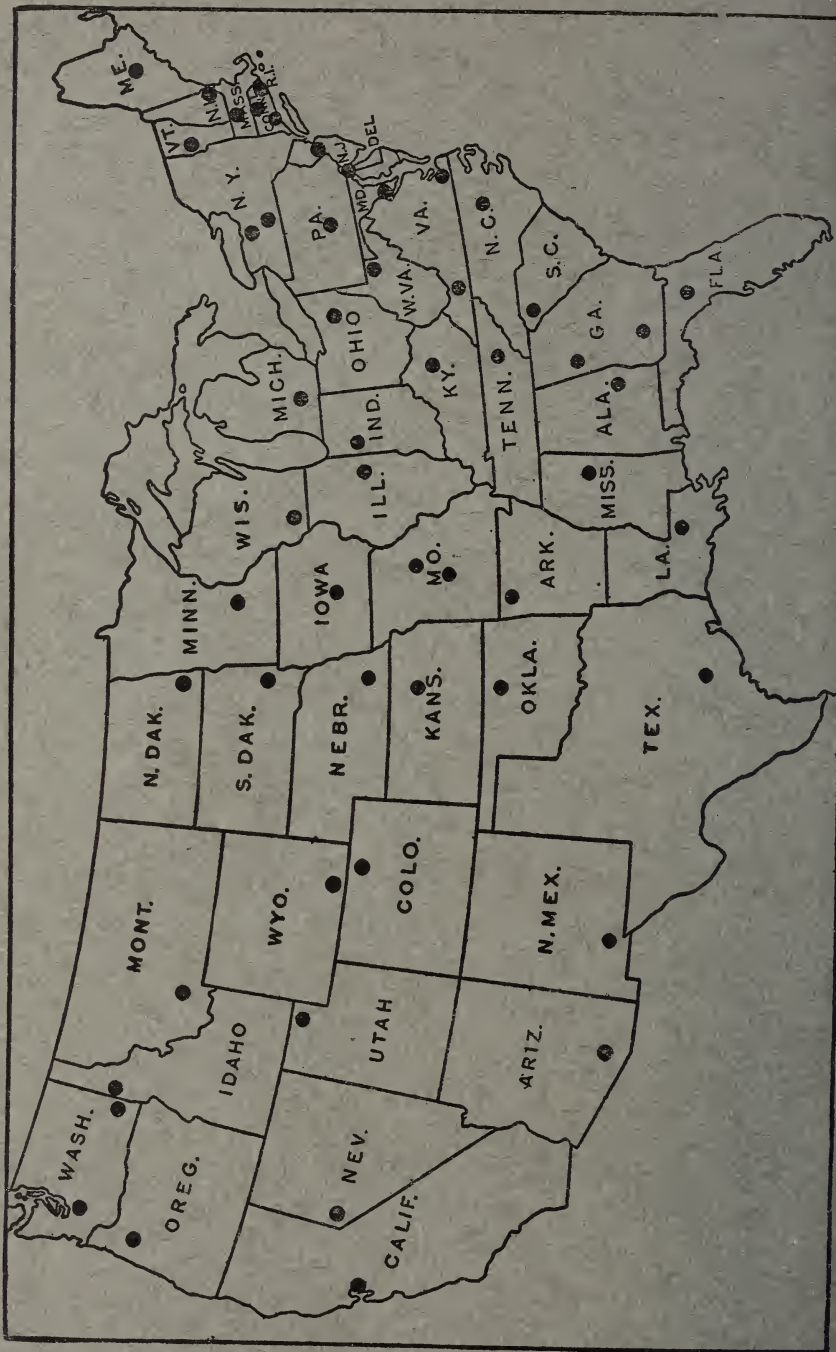 WASH.
OREG.
CALIF.
NEV.
IDAHO
MONT.
WYO.
UTAH
ARIZ.
COLO.
N. MEX.
N. DAK.
S. DAK.
NEBR.
KANS.
OKLA.
TEX.
MINN.
IOWA
MO.
ARK.
LA.
WIS.
ILL.
MICH.
IND.
OHIO
KY.
TENN.
MISS.
ALA.
GA.
FLA.
S.C.
N.C.
VA.
W.VA.
MD.
DEL
N.J.
PA.
N.Y.
VT.
N.H.
ME.
MASS.
CONN.
R.I.